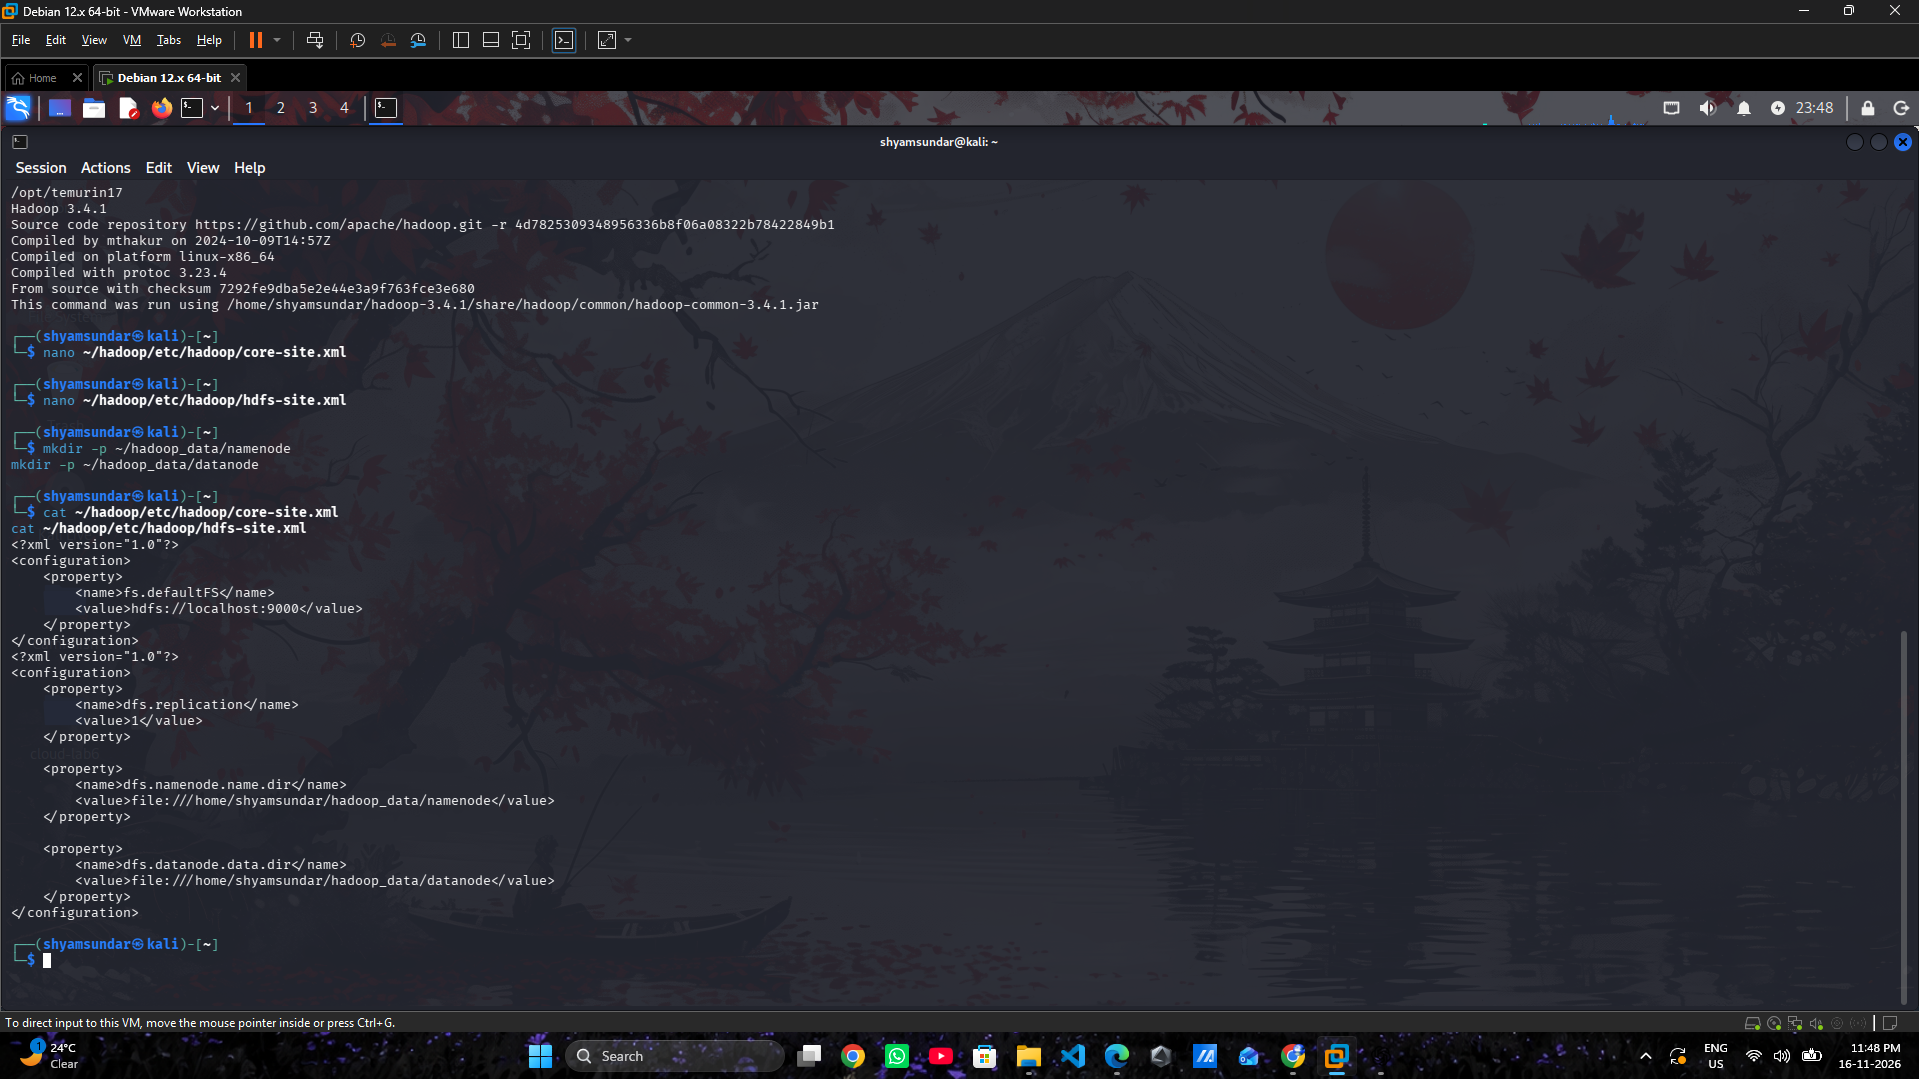 Debian 12.x 64-bit - VMware Workstation
File Edit View VM Tabs Help
Home Debian 12.x 64-bit
1 2 3 4 23:48
shyamsundar@kali: ~
Session Actions Edit View Help
/opt/temurin17
Hadoop 3.4.1
Source code repository https://github.com/apache/hadoop.git -r 4d7825309348956336b8f06a08322b78422849b1
Compiled by mthakur on 2024-10-09T14:57Z
Compiled on platform linux-x86_64
Compiled with protoc 3.23.4
From source with checksum 7292fe9dba5e2e44e3a9f763fce3e680
This command was run using /home/shyamsundar/hadoop-3.4.1/share/hadoop/common/hadoop-common-3.4.1.jar
┌──(shyamsundar㉿kali)-[~]
└─$ nano ~/hadoop/etc/hadoop/core-site.xml
┌──(shyamsundar㉿kali)-[~]
└─$ nano ~/hadoop/etc/hadoop/hdfs-site.xml
┌──(shyamsundar㉿kali)-[~]
└─$ mkdir -p ~/hadoop_data/namenode
mkdir -p ~/hadoop_data/datanode
┌──(shyamsundar㉿kali)-[~]
└─$ cat ~/hadoop/etc/hadoop/core-site.xml
cat ~/hadoop/etc/hadoop/hdfs-site.xml
<?xml version="1.0"?>
<configuration>
    <property>
        <name>fs.defaultFS</name>
        <value>hdfs://localhost:9000</value>
    </property>
</configuration>
<?xml version="1.0"?>
<configuration>
    <property>
        <name>dfs.replication</name>
        <value>1</value>
    </property>
cloud-lab6
    <property>
        <name>dfs.namenode.name.dir</name>
        <value>file:///home/shyamsundar/hadoop_data/namenode</value>
    </property>
    <property>
        <name>dfs.datanode.data.dir</name>
        <value>file:///home/shyamsundar/hadoop_data/datanode</value>
    </property>
</configuration>
┌──(shyamsundar㉿kali)-[~]
└─$
To direct input to this VM, move the mouse pointer inside or press Ctrl+G.
1
24°C
Clear
Search
ENG
US
11:48 PM
16-11-2026